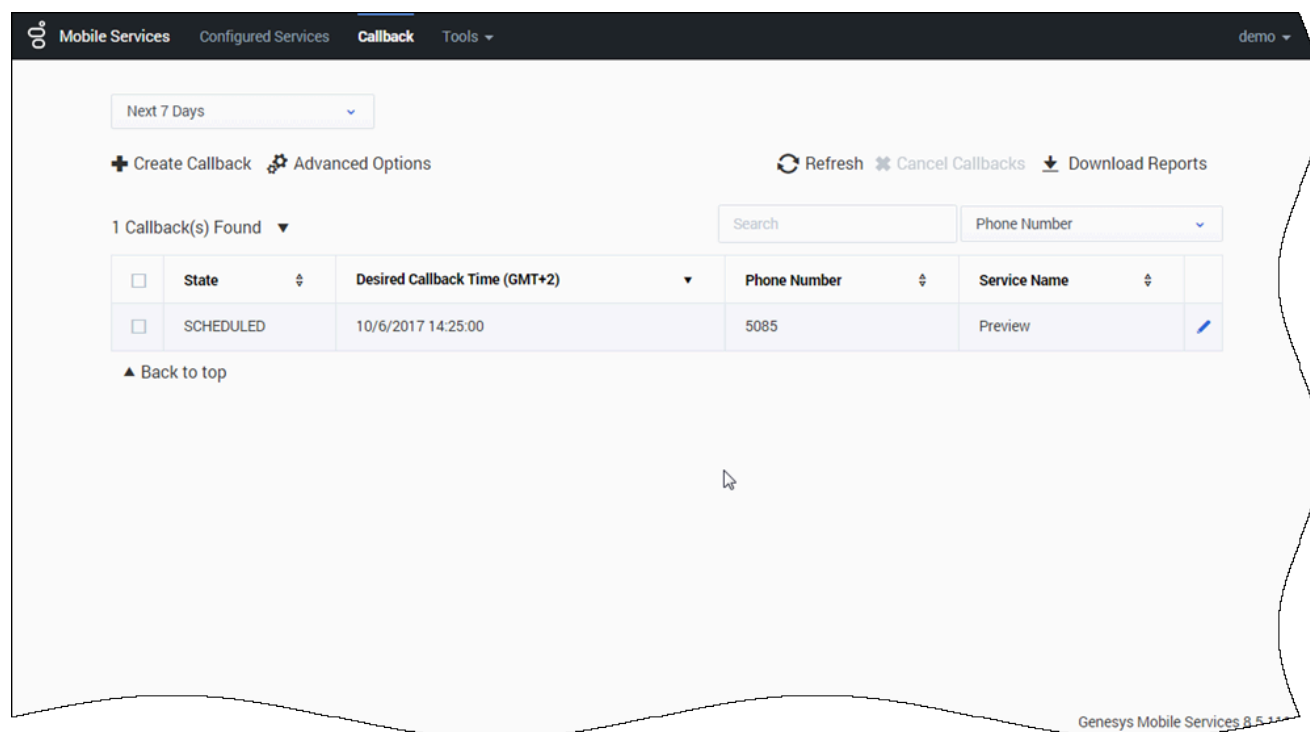 Mobile Services Configured Services Callback Tools demo
Next 7 Days
Create Callback Advanced Options Refresh Cancel Callbacks Download Reports
1 Callback(s) Found Search Phone Number
State Desired Callback Time (GMT+2) Phone Number Service Name
SCHEDULED 10/6/2017 14:25:00 5085 Preview
Back to top
Genesys Mobile Services